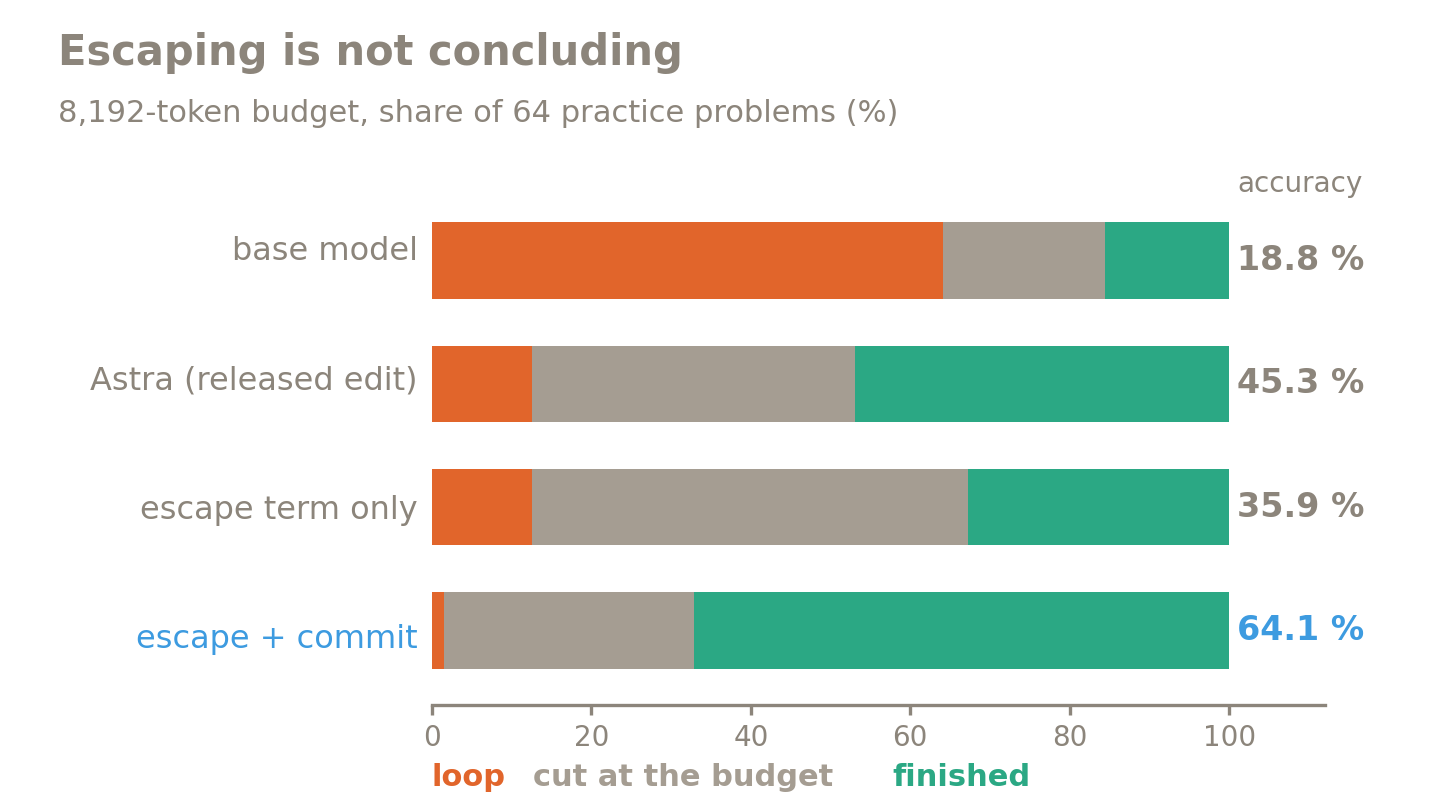 Escaping is not concluding
8,192-token budget, share of 64 practice problems (%)
accuracy
base model 18.8 %
Astra (released edit) 45.3 %
escape term only 35.9 %
escape + commit 64.1 %
0 20 40 60 80 100
loop cut at the budget finished